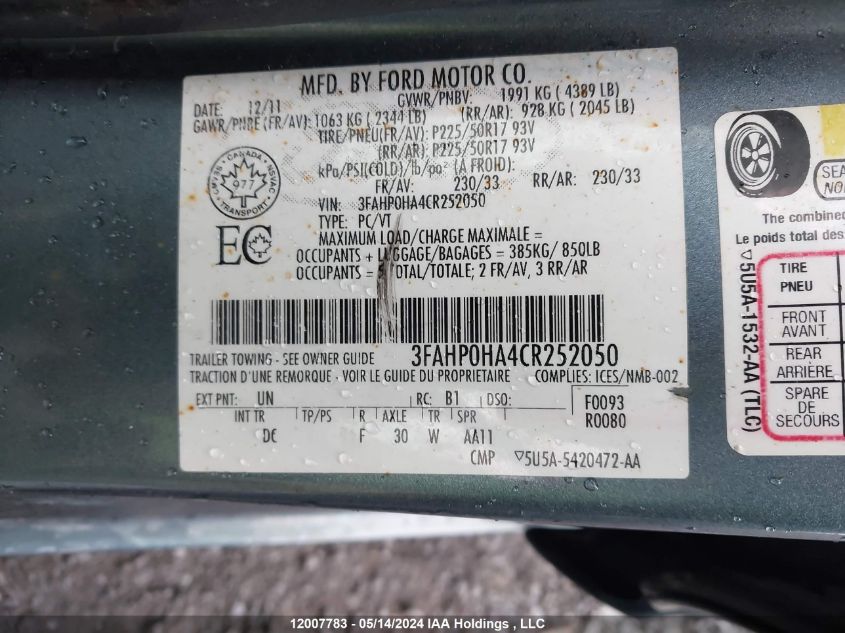 MFD. BY FORD MOTOR CO.
DATE: 12/11 GVWR/PNBV: 1991 KG ( 4389 LB)
GAWR/PNBE (FR/AV): 1063 KG ( 2344 LB) (RR/AR): 928 KG ( 2045 LB)
TIRE/PNEU(FR/AV): P225/50R17 93V
(RR/AR): P225/50R17 93V
kPa/PSI(COLD)/lb/po² (A FROID):
FR/AV: 230/33 RR/AR: 230/33
CANADA
977
TRANSPORT
VIN: 3FAHP0HA4CR252050
TYPE: PC/VT
EC
MAXIMUM LOAD/CHARGE MAXIMALE =
OCCUPANTS + LUGGAGE/BAGAGES = 385KG/ 850LB
OCCUPANTS = 5 TOTAL/TOTALE; 2 FR/AV, 3 RR/AR
TRAILER TOWING - SEE OWNER GUIDE 3FAHP0HA4CR252050
TRACTION D'UNE REMORQUE - VOIR LE GUIDE DU PROPRIETAIRE COMPLIES: ICES/NMB-002
EXT PNT: UN RC: B1 DSO: F0093
R0080
INT TR TP/PS R AXLE TR SPR
DC F 30 W AA11
CMP ▽5U5A-5420472-AA
SEA
The combined
Le poids total des
▽5U5A-1532-AA (TLC)
TIRE
PNEU
FRONT
AVANT
REAR
ARRIÈRE
SPARE
DE
SECOURS
12007783 - 05/14/2024 IAA Holdings , LLC